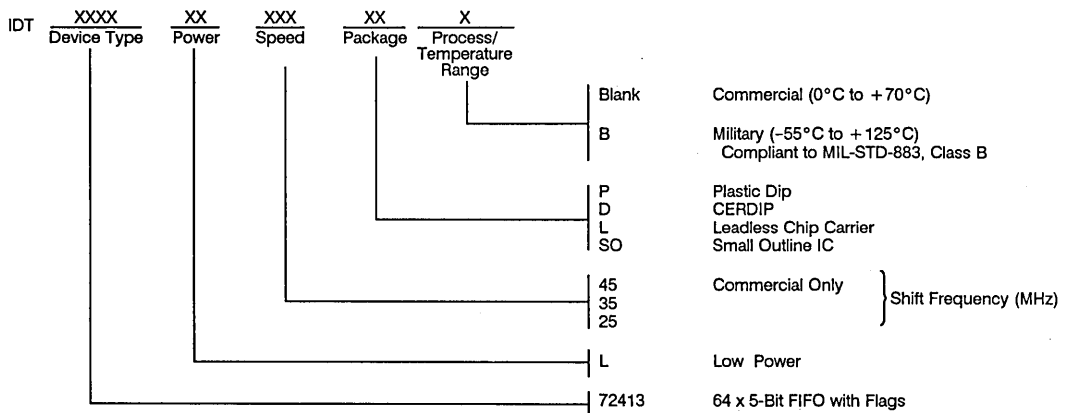 IDT XXXX XX XXX XX X
Device Type Power Speed Package Process/
Temperature
Range
Blank Commercial (0°C to +70°C)
B Military (–55°C to +125°C)
Compliant to MIL-STD-883, Class B
P Plastic Dip
D CERDIP
L Leadless Chip Carrier
SO Small Outline IC
45 Commercial Only
35
25
Shift Frequency (MHz)
L Low Power
72413 64 x 5-Bit FIFO with Flags